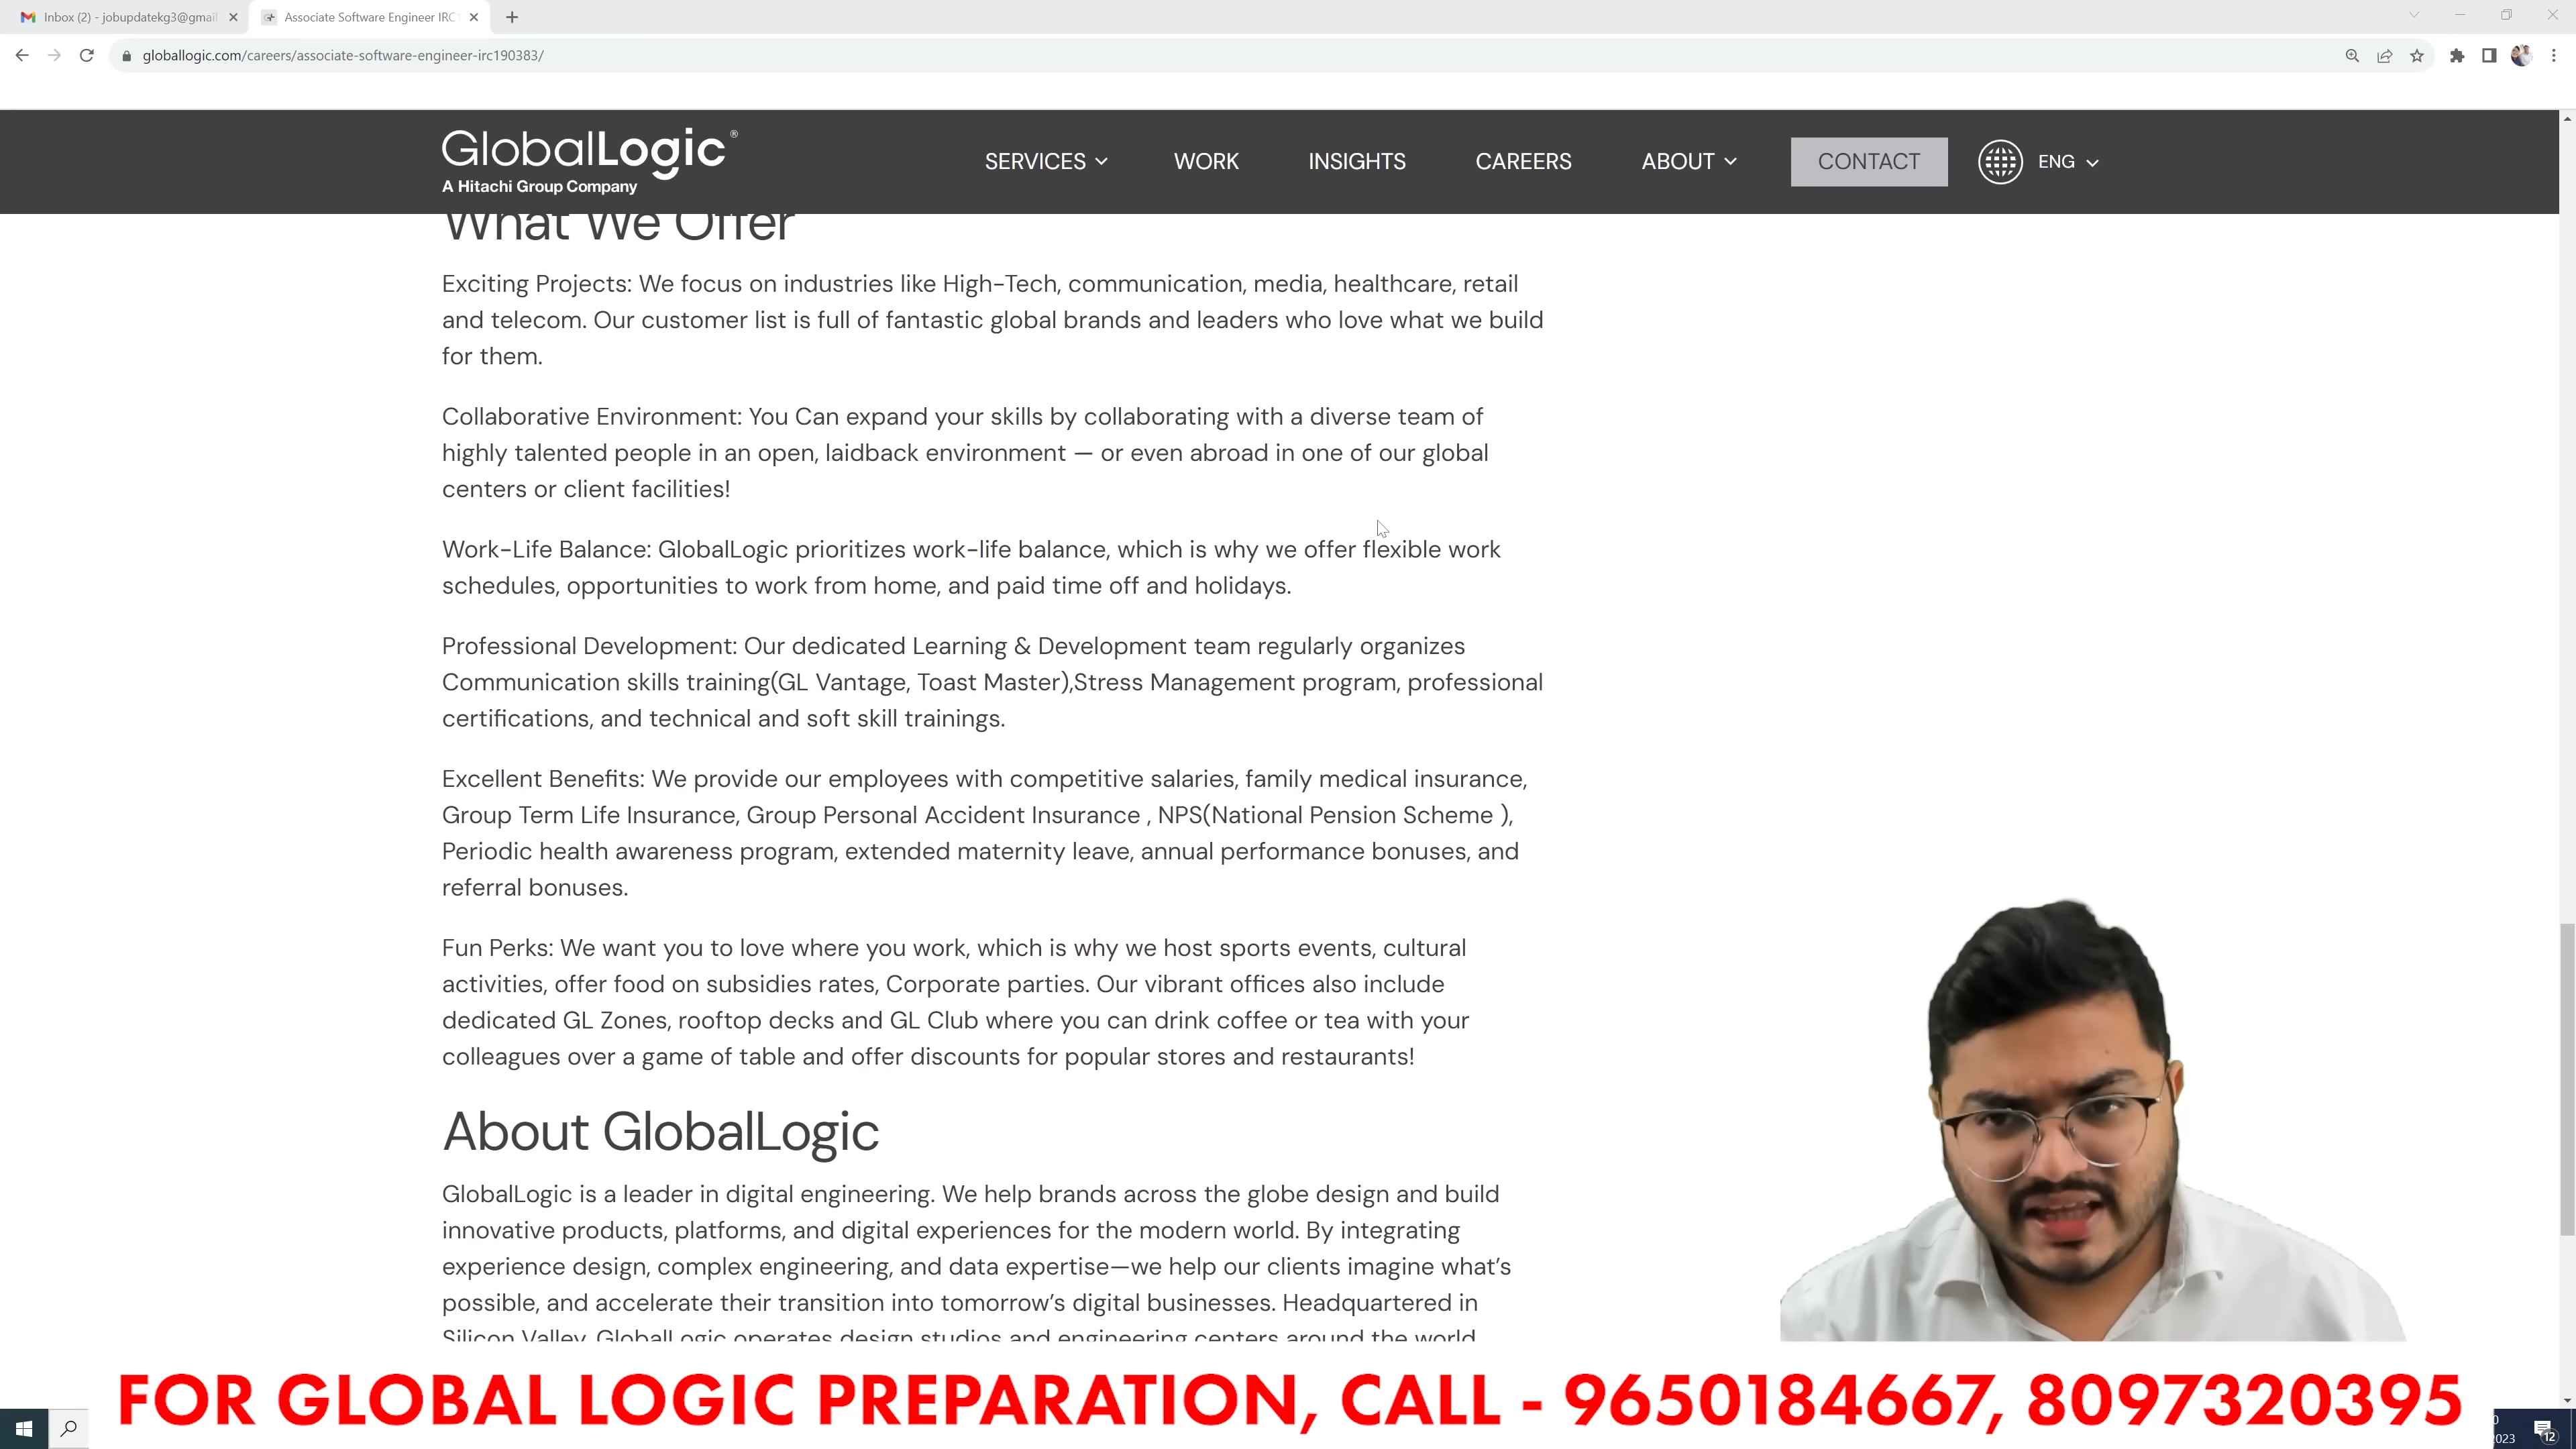 Inbox (2) - jobupdatekg3@gmail
Associate Software Engineer IRC
globallogic.com/careers/associate-software-engineer-irc190383/
GlobalLogic®
A Hitachi Group Company
SERVICES
WORK
INSIGHTS
CAREERS
ABOUT
CONTACT
ENG
What We Offer
Exciting Projects: We focus on industries like High-Tech, communication, media, healthcare, retail
and telecom. Our customer list is full of fantastic global brands and leaders who love what we build
for them.
Collaborative Environment: You Can expand your skills by collaborating with a diverse team of
highly talented people in an open, laidback environment — or even abroad in one of our global
centers or client facilities!
Work-Life Balance: GlobalLogic prioritizes work-life balance, which is why we offer flexible work
schedules, opportunities to work from home, and paid time off and holidays.
Professional Development: Our dedicated Learning & Development team regularly organizes
Communication skills training(GL Vantage, Toast Master),Stress Management program, professional
certifications, and technical and soft skill trainings.
Excellent Benefits: We provide our employees with competitive salaries, family medical insurance,
Group Term Life Insurance, Group Personal Accident Insurance , NPS(National Pension Scheme ),
Periodic health awareness program, extended maternity leave, annual performance bonuses, and
referral bonuses.
Fun Perks: We want you to love where you work, which is why we host sports events, cultural
activities, offer food on subsidies rates, Corporate parties. Our vibrant offices also include
dedicated GL Zones, rooftop decks and GL Club where you can drink coffee or tea with your
colleagues over a game of table and offer discounts for popular stores and restaurants!
About GlobalLogic
GlobalLogic is a leader in digital engineering. We help brands across the globe design and build
innovative products, platforms, and digital experiences for the modern world. By integrating
experience design, complex engineering, and data expertise—we help our clients imagine what's
possible, and accelerate their transition into tomorrow's digital businesses. Headquartered in
Silicon Valley, GlobalLogic operates design studios and engineering centers around the world,
FOR GLOBAL LOGIC PREPARATION, CALL - 9650184667, 8097320395
2023
12